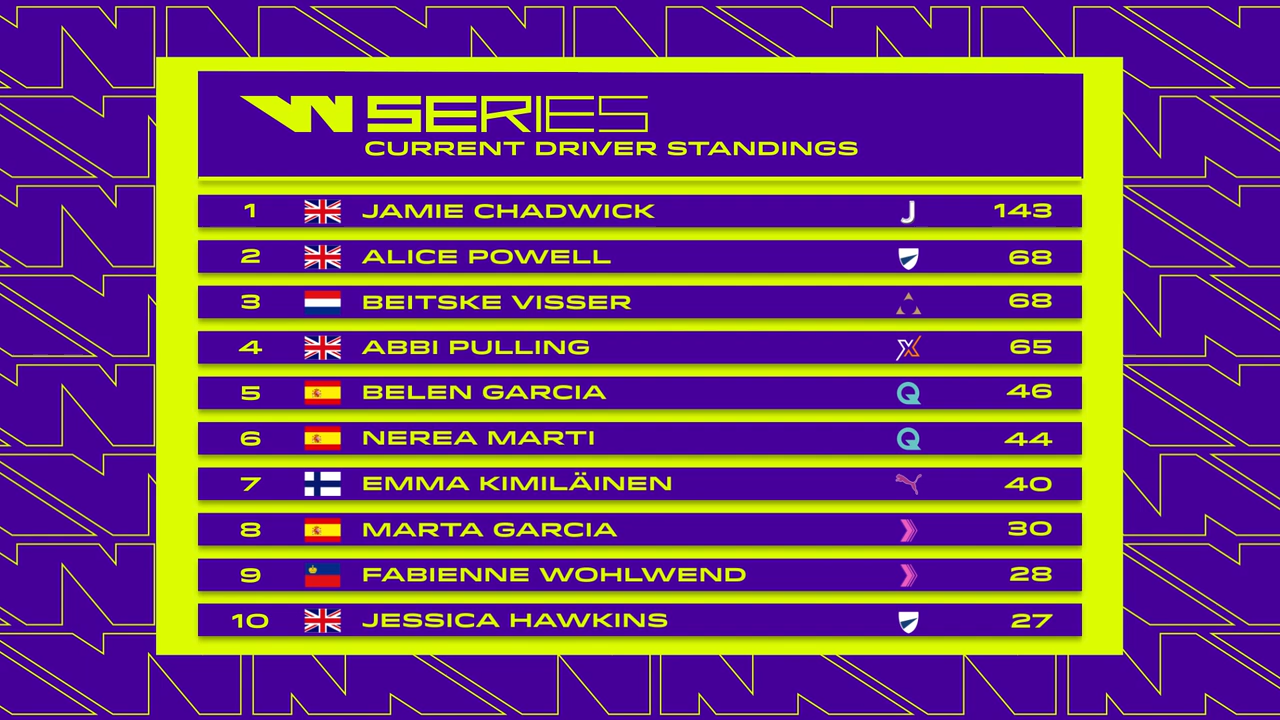 W SERIES
CURRENT DRIVER STANDINGS
1 JAMIE CHADWICK J 143
2 ALICE POWELL 68
3 BEITSKE VISSER 68
4 ABBI PULLING X 65
5 BELEN GARCIA Q 46
6 NEREA MARTI Q 44
7 EMMA KIMILÄINEN 40
8 MARTA GARCIA 30
9 FABIENNE WOHLWEND 28
10 JESSICA HAWKINS 27